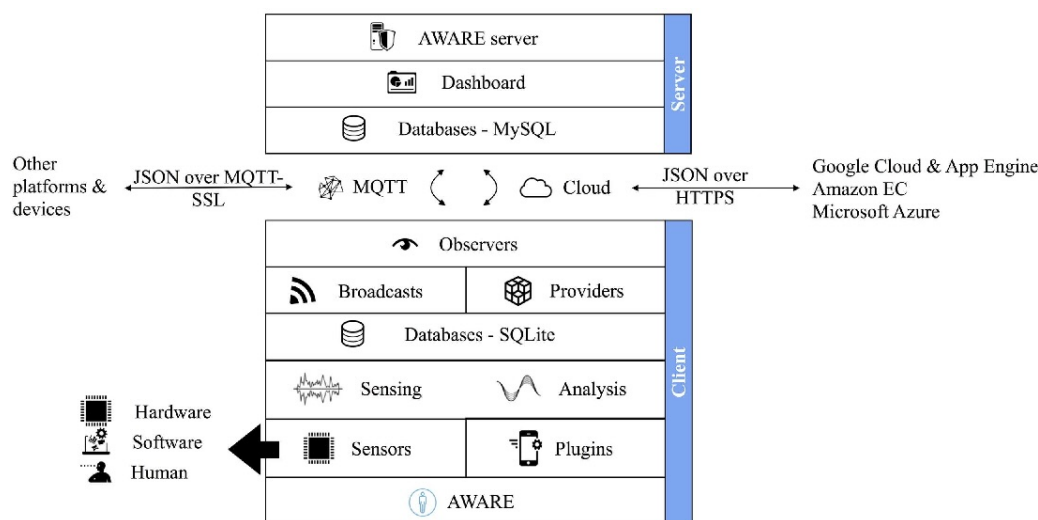 AWARE server
Dashboard
Databases - MySQL
Server
Other
platforms &
devices
JSON over MQTT-
SSL
MQTT
Cloud
JSON over
HTTPS
Google Cloud & App Engine
Amazon EC
Microsoft Azure
Observers
Broadcasts
Providers
Databases - SQLite
Sensing
Analysis
Client
Hardware
Software
Human
Sensors
Plugins
AWARE